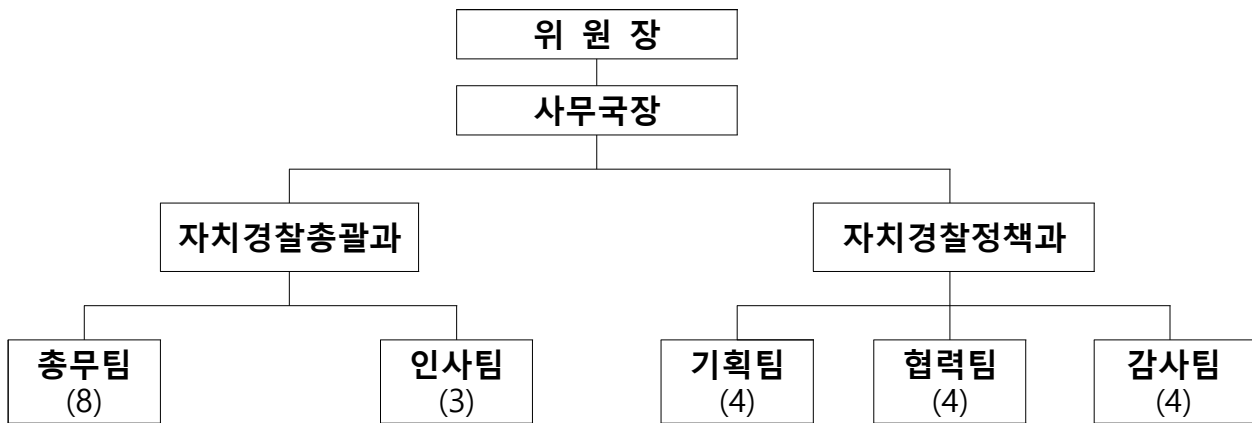 위 원 장
사무국장
자치경찰총괄과
자치경찰정책과
총무팀
(8)
인사팀
(3)
기획팀
(4)
협력팀
(4)
감사팀
(4)